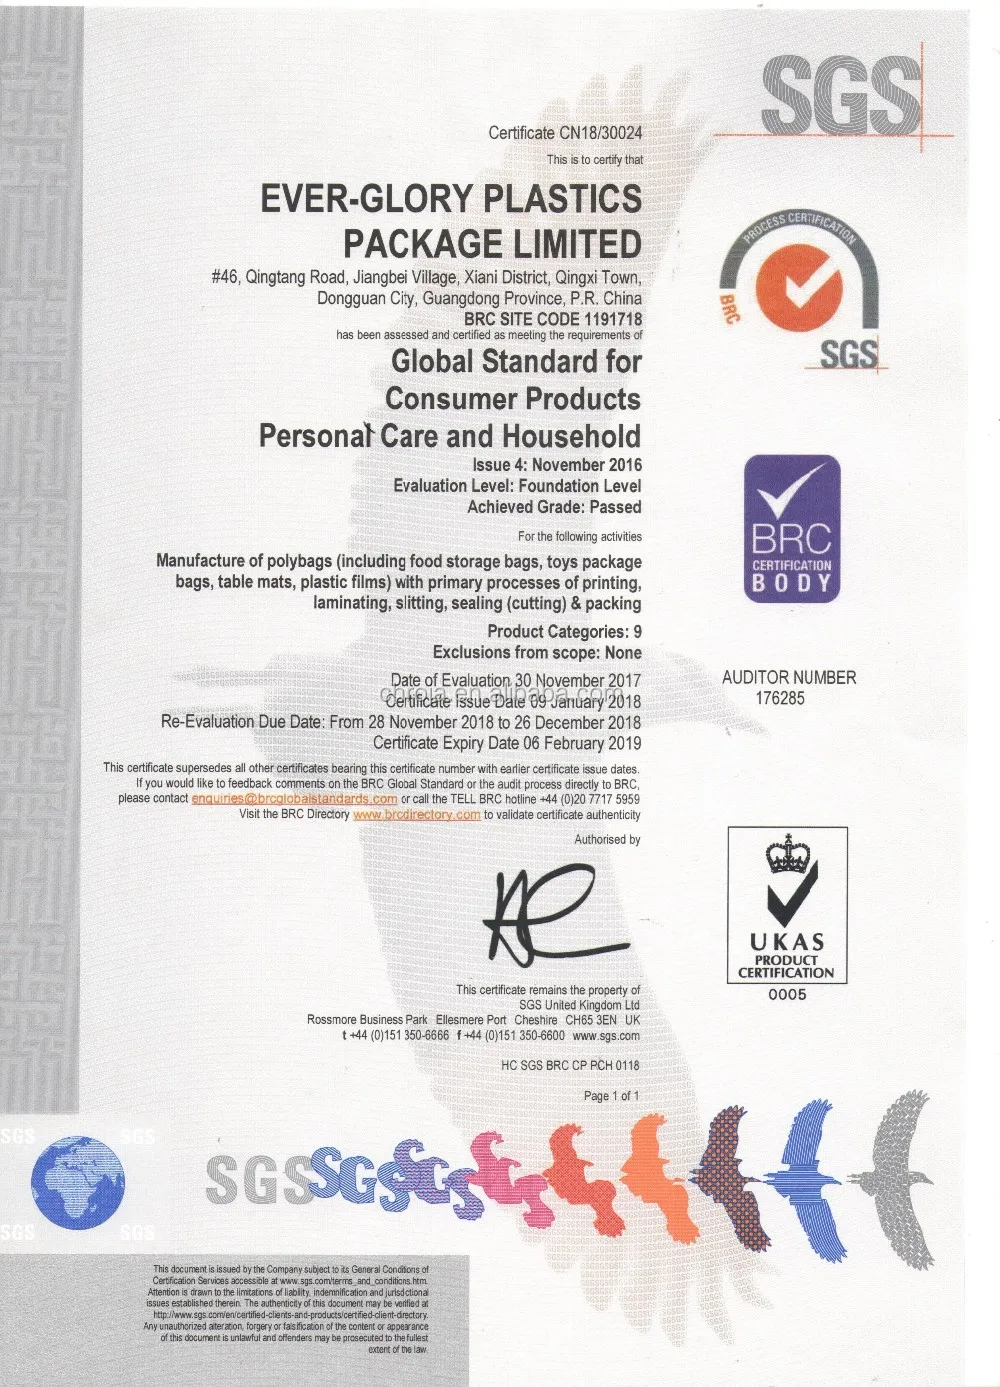 SGS
Certificate CN18/30024
This is to certify that
EVER-GLORY PLASTICS
PACKAGE LIMITED
#46, Qingtang Road, Jiangbei Village, Xiani District, Qingxi Town,
Dongguan City, Guangdong Province, P.R. China
BRC SITE CODE 1191718
has been assessed and certified as meeting the requirements of
Global Standard for
Consumer Products
Personal Care and Household
Issue 4: November 2016
Evaluation Level: Foundation Level
Achieved Grade: Passed
For the following activities
Manufacture of polybags (including food storage bags, toys package
bags, table mats, plastic films) with primary processes of printing,
laminating, slitting, sealing (cutting) & packing
Product Categories: 9
Exclusions from scope: None
Date of Evaluation 30 November 2017
chroia.en.alibaba.com
Certificate Issue Date 09 January 2018
Re-Evaluation Due Date: From 28 November 2018 to 26 December 2018
Certificate Expiry Date 06 February 2019
This certificate supersedes all other certificates bearing this certificate number with earlier certificate issue dates.
If you would like to feedback comments on the BRC Global Standard or the audit process directly to BRC,
please contact enquiries@brcglobalstandards.com or call the TELL BRC hotline +44 (0)20 7717 5959
Visit the BRC Directory www.brcdirectory.com to validate certificate authenticity
Authorised by
This certificate remains the property of
SGS United Kingdom Ltd
Rossmore Business Park Ellesmere Port Cheshire CH65 3EN UK
t +44 (0)151 350-6666 f +44 (0)151 350-6600 www.sgs.com
HC SGS BRC CP PCH 0118
Page 1 of 1
PROCESS CERTIFICATION
BRC
SGS
BRC
CERTIFICATION
BODY
AUDITOR NUMBER
176285
UKAS
PRODUCT
CERTIFICATION
0005
SGS SGS
SGS SGS
SGS SGS SGS
This document is issued by the Company subject to its General Conditions of
Certification Services accessible at www.sgs.com/terms_and_conditions.htm.
Attention is drawn to the limitations of liability, indemnification and jurisdictional
issues established therein. The authenticity of this document may be verified at
http://www.sgs.com/en/certified-clients-and-products/certified-client-directory.
Any unauthorized alteration, forgery or falsification of the content or appearance
of this document is unlawful and offenders may be prosecuted to the fullest
extent of the law.